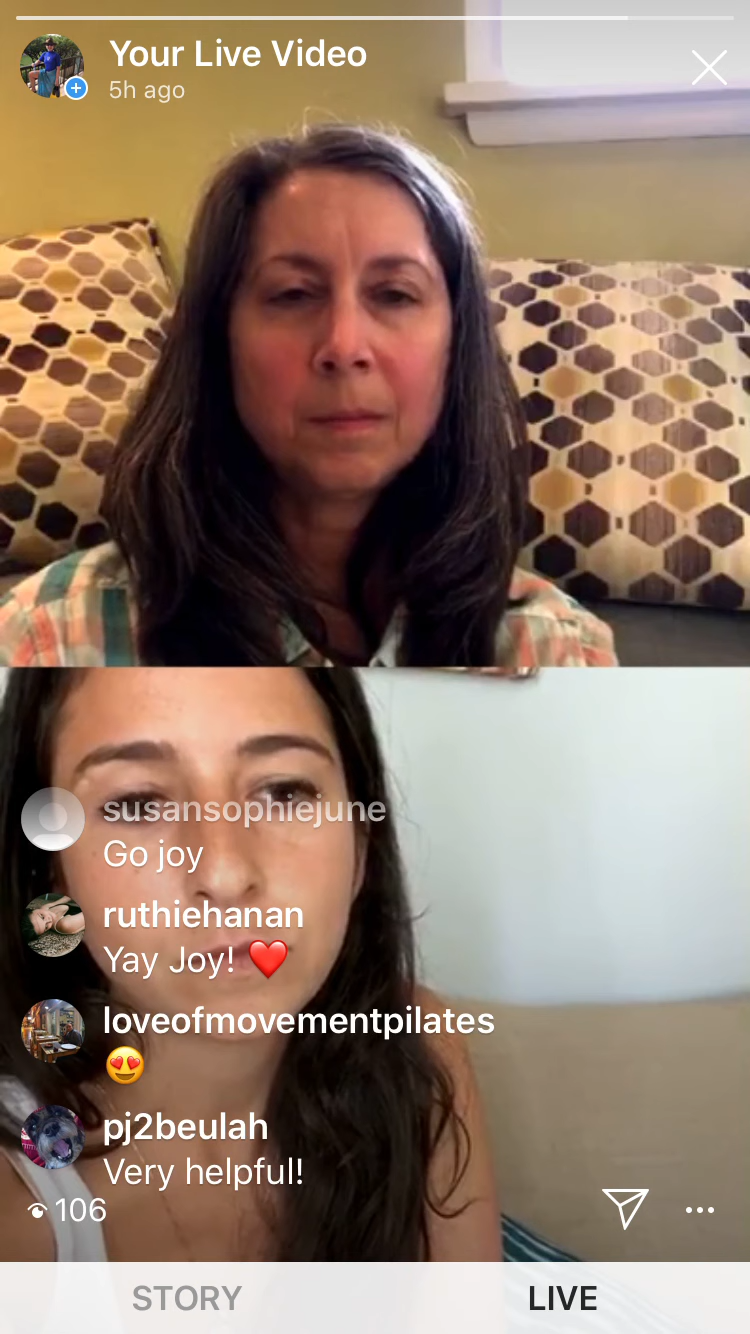 Your Live Video
5h ago
susansophiejune
Go joy
ruthiehanan
Yay Joy! ❤️
loveofmovementpilates
😍
pj2beulah
Very helpful!
106
STORY
LIVE